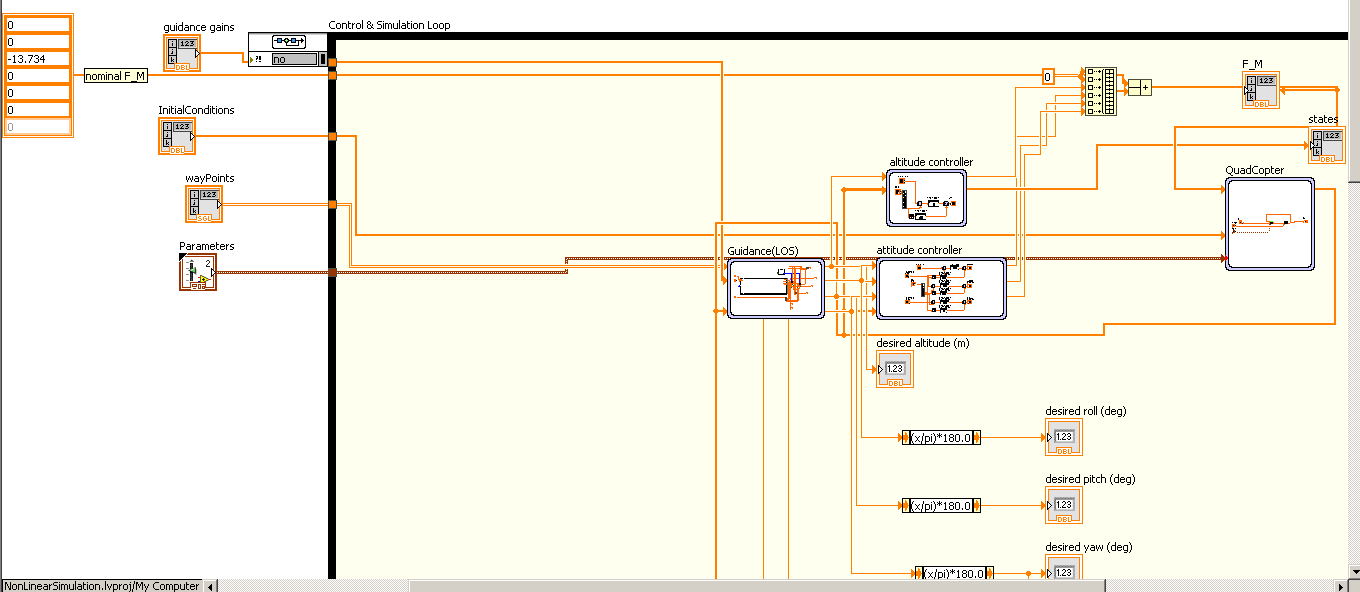 guidance gains
Control & Simulation Loop
0
0
-13.734
0
0
0
0
nominal F_M
123
DBL
?!
no
InitialConditions
123
DBL
wayPoints
123
SGL
Parameters
2
0
F_M
123
DBL
states
123
DBL
altitude controller
QuadCopter
Guidance(LOS)
attitude controller
desired altitude (m)
1.23
DBL
desired roll (deg)
(x/pi)*180.0
1.23
DBL
desired pitch (deg)
(x/pi)*180.0
1.23
DBL
desired yaw (deg)
(x/pi)*180.0
1.23
NonLinearSimulation.lvproj/My Computer